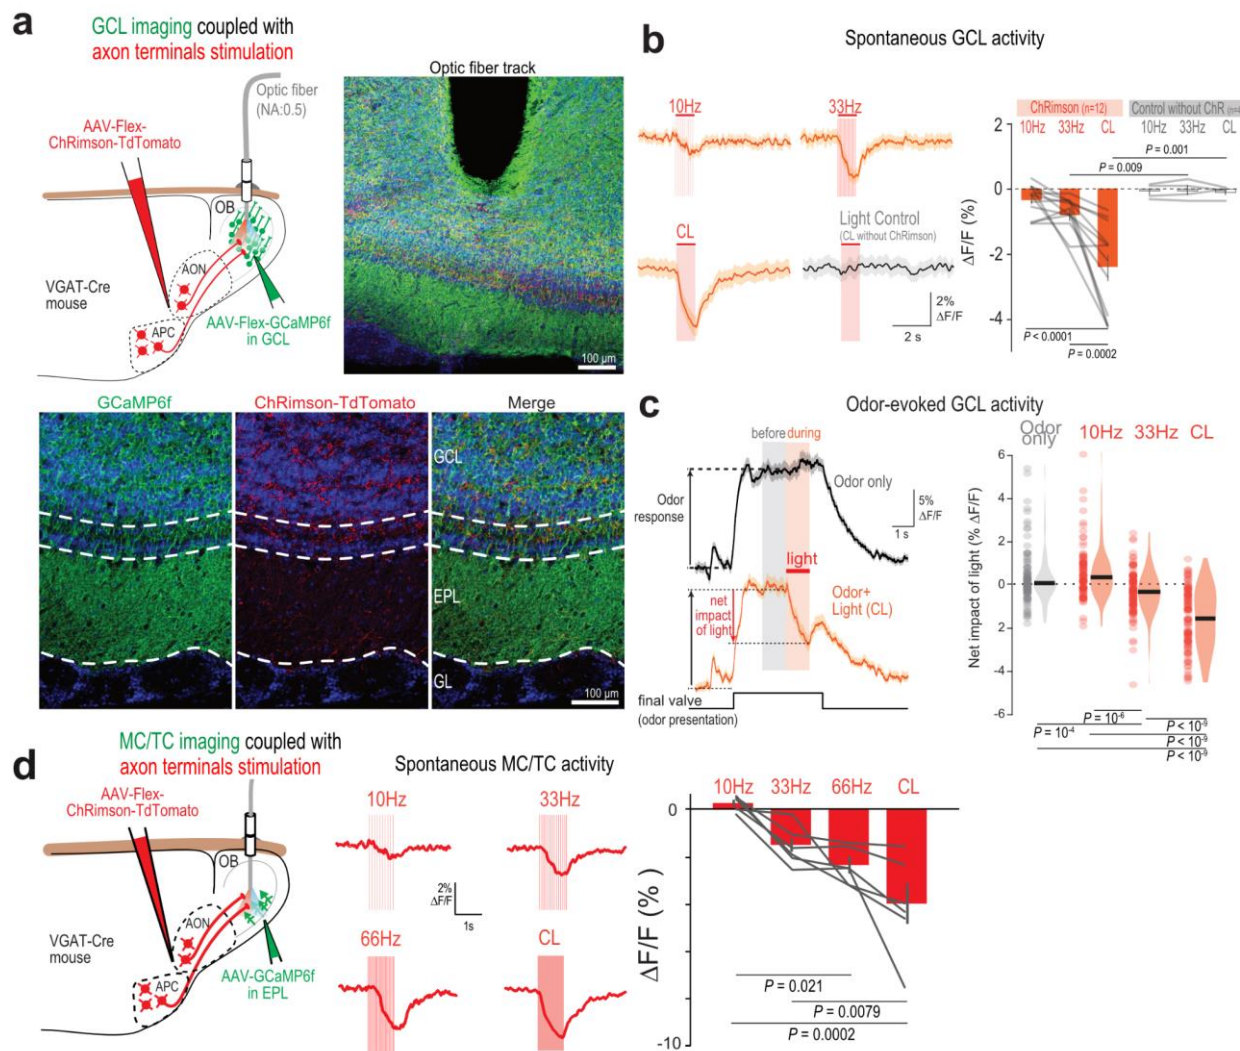 a
GCL imaging coupled with
axon terminals stimulation
Optic fiber
(NA:0.5)
AAV-Flex-
ChRimson-TdTomato
OB
AON
VGAT-Cre
mouse
APC
AAV-Flex-GCaMP6f
in GCL
Optic fiber track
100 µm
GCaMP6f
ChRimson-TdTomato
Merge
GCL
EPL
GL
100 µm
b
Spontaneous GCL activity
10Hz
33Hz
CL
Light Control
(CL without ChRimson)
2%
ΔF/F
2 s
ChRimson (n=12)
Control without ChR
10Hz 33Hz CL
10Hz 33Hz CL
P = 0.001
P = 0.009
ΔF/F (%)
2
0
-2
-4
P < 0.0001
P = 0.0002
c
Odor-evoked GCL activity
before during
Odor only
Odor
response
5%
ΔF/F
1 s
light
net
impact
of light
Odor+
Light (CL)
final valve
(odor presentation)
Odor
only
10Hz
33Hz
CL
Net impact of light (% ΔF/F)
6
4
2
0
-2
-4
-6
P = 10-6
P < 10-9
P = 10-4
P < 10-9
P < 10-9
d
MC/TC imaging coupled with
axon terminals stimulation
AAV-Flex-
ChRimson-TdTomato
OB
AON
VGAT-Cre
mouse
APC
AAV-GCaMP6f
in EPL
Spontaneous MC/TC activity
10Hz
33Hz
2%
ΔF/F
1s
66Hz
CL
10Hz
33Hz
66Hz
CL
ΔF/F (%)
0
-10
P = 0.021
P = 0.0079
P = 0.0002